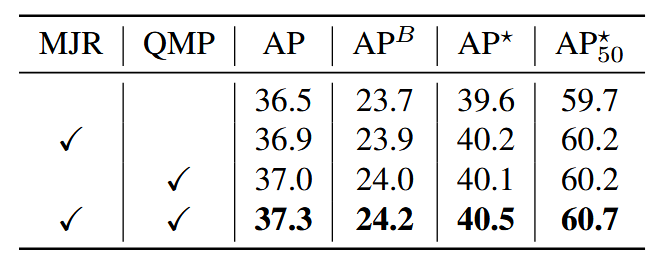 MJR QMP AP AP^B AP⋆ AP⋆50
36.5 23.7 39.6 59.7
✓ 36.9 23.9 40.2 60.2
✓ 37.0 24.0 40.1 60.2
✓ ✓ 37.3 24.2 40.5 60.7